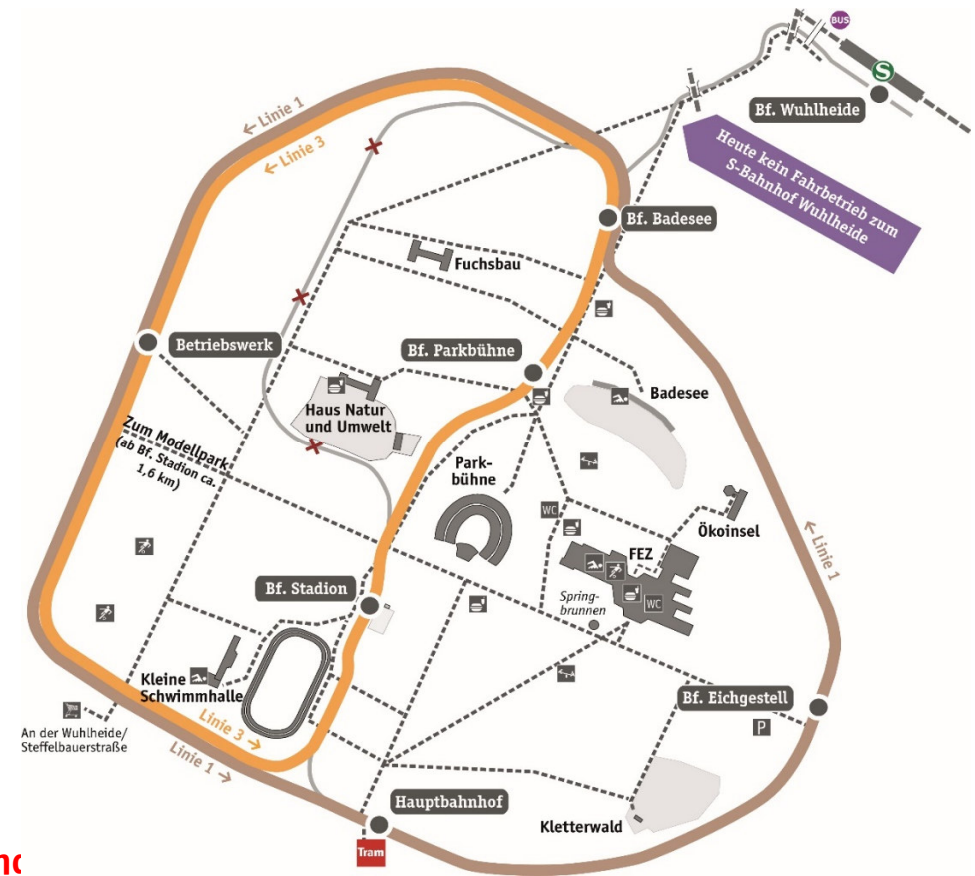 BUS
S
Bf. Wuhlheide
← Linie 1
← Linie 3
Heute kein Fahrbetrieb zum
S-Bahnhof Wuhlheide
Bf. Badesee
Fuchsbau
Betriebswerk
Bf. Parkbühne
Badesee
Haus Natur
und Umwelt
Zum Modellpark
(ab Bf. Stadion ca.
1,6 km)
Park-
bühne
WC
Ökoinsel
FEZ
← Linie 1
Bf. Stadion
Spring-
brunnen
WC
Kleine
Schwimmhalle
Bf. Eichgestell
P
An der Wuhlheide/
Steffelbauerstraße
Linie 3 →
Linie 1 →
Hauptbahnhof
Kletterwald
Tram